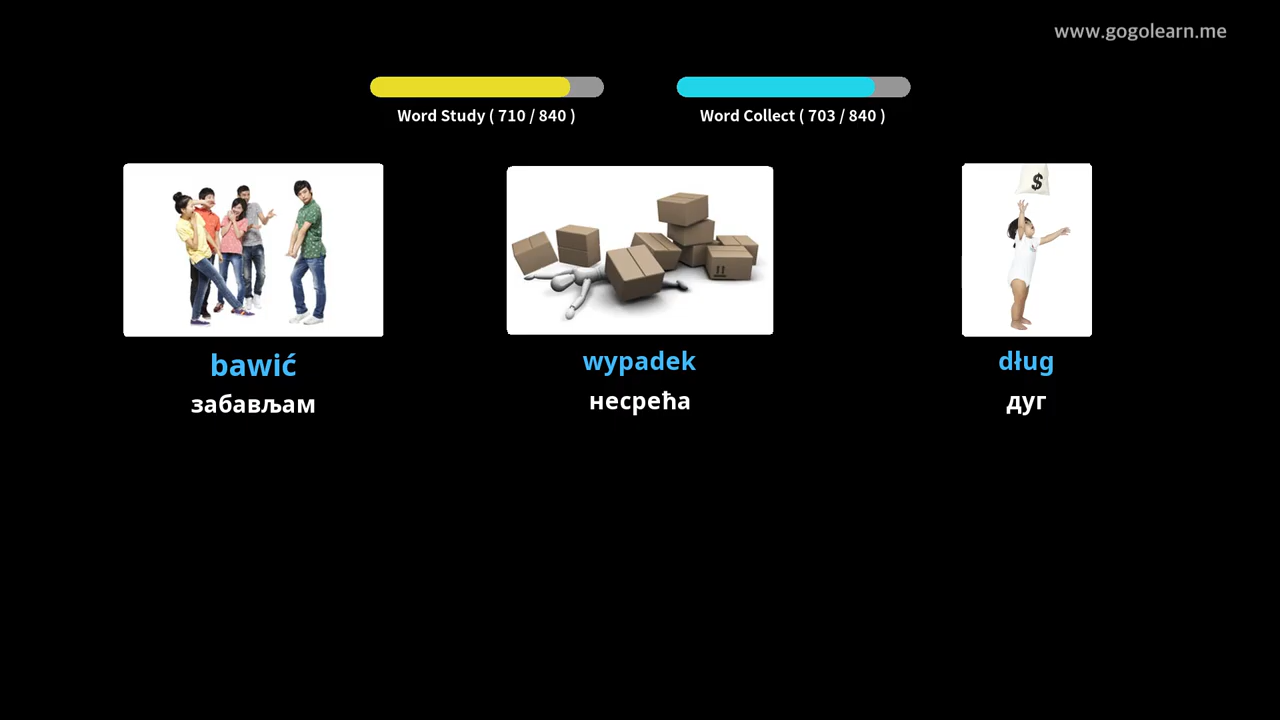 www.gogolearn.me
Word Study ( 710 / 840 )
Word Collect ( 703 / 840 )
$
bawić
wypadek
dług
забављам
несрећа
дуг